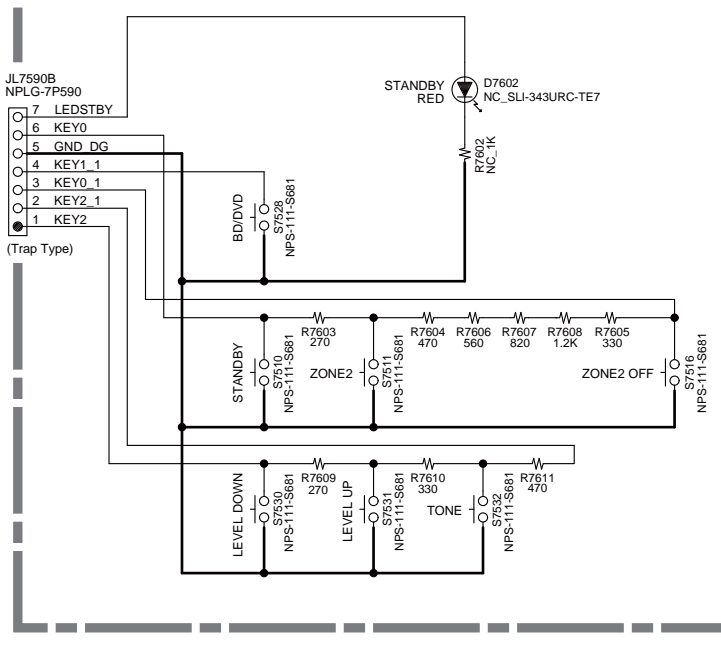 JL7590B
NPLG-7P590
7 LEDSTBY
6 KEY0
5 GND_DG
4 KEY1_1
3 KEY0_1
2 KEY2_1
1 KEY2
(Trap Type)
STANDBY
RED
D7602
NC_SLI-343URC-TE7
R7602
NC_1K
BD/DVD
S7528
NPS-111-S681
R7603
270
R7604
470
R7606
560
R7607
820
R7608
1.2K
R7605
330
STANDBY
S7510
NPS-111-S681
ZONE2
S7511
NPS-111-S681
ZONE2 OFF
S7516
NPS-111-S681
R7609
270
R7610
330
R7611
470
LEVEL DOWN
S7530
NPS-111-S681
LEVEL UP
S7531
NPS-111-S681
TONE
S7532
NPS-111-S681